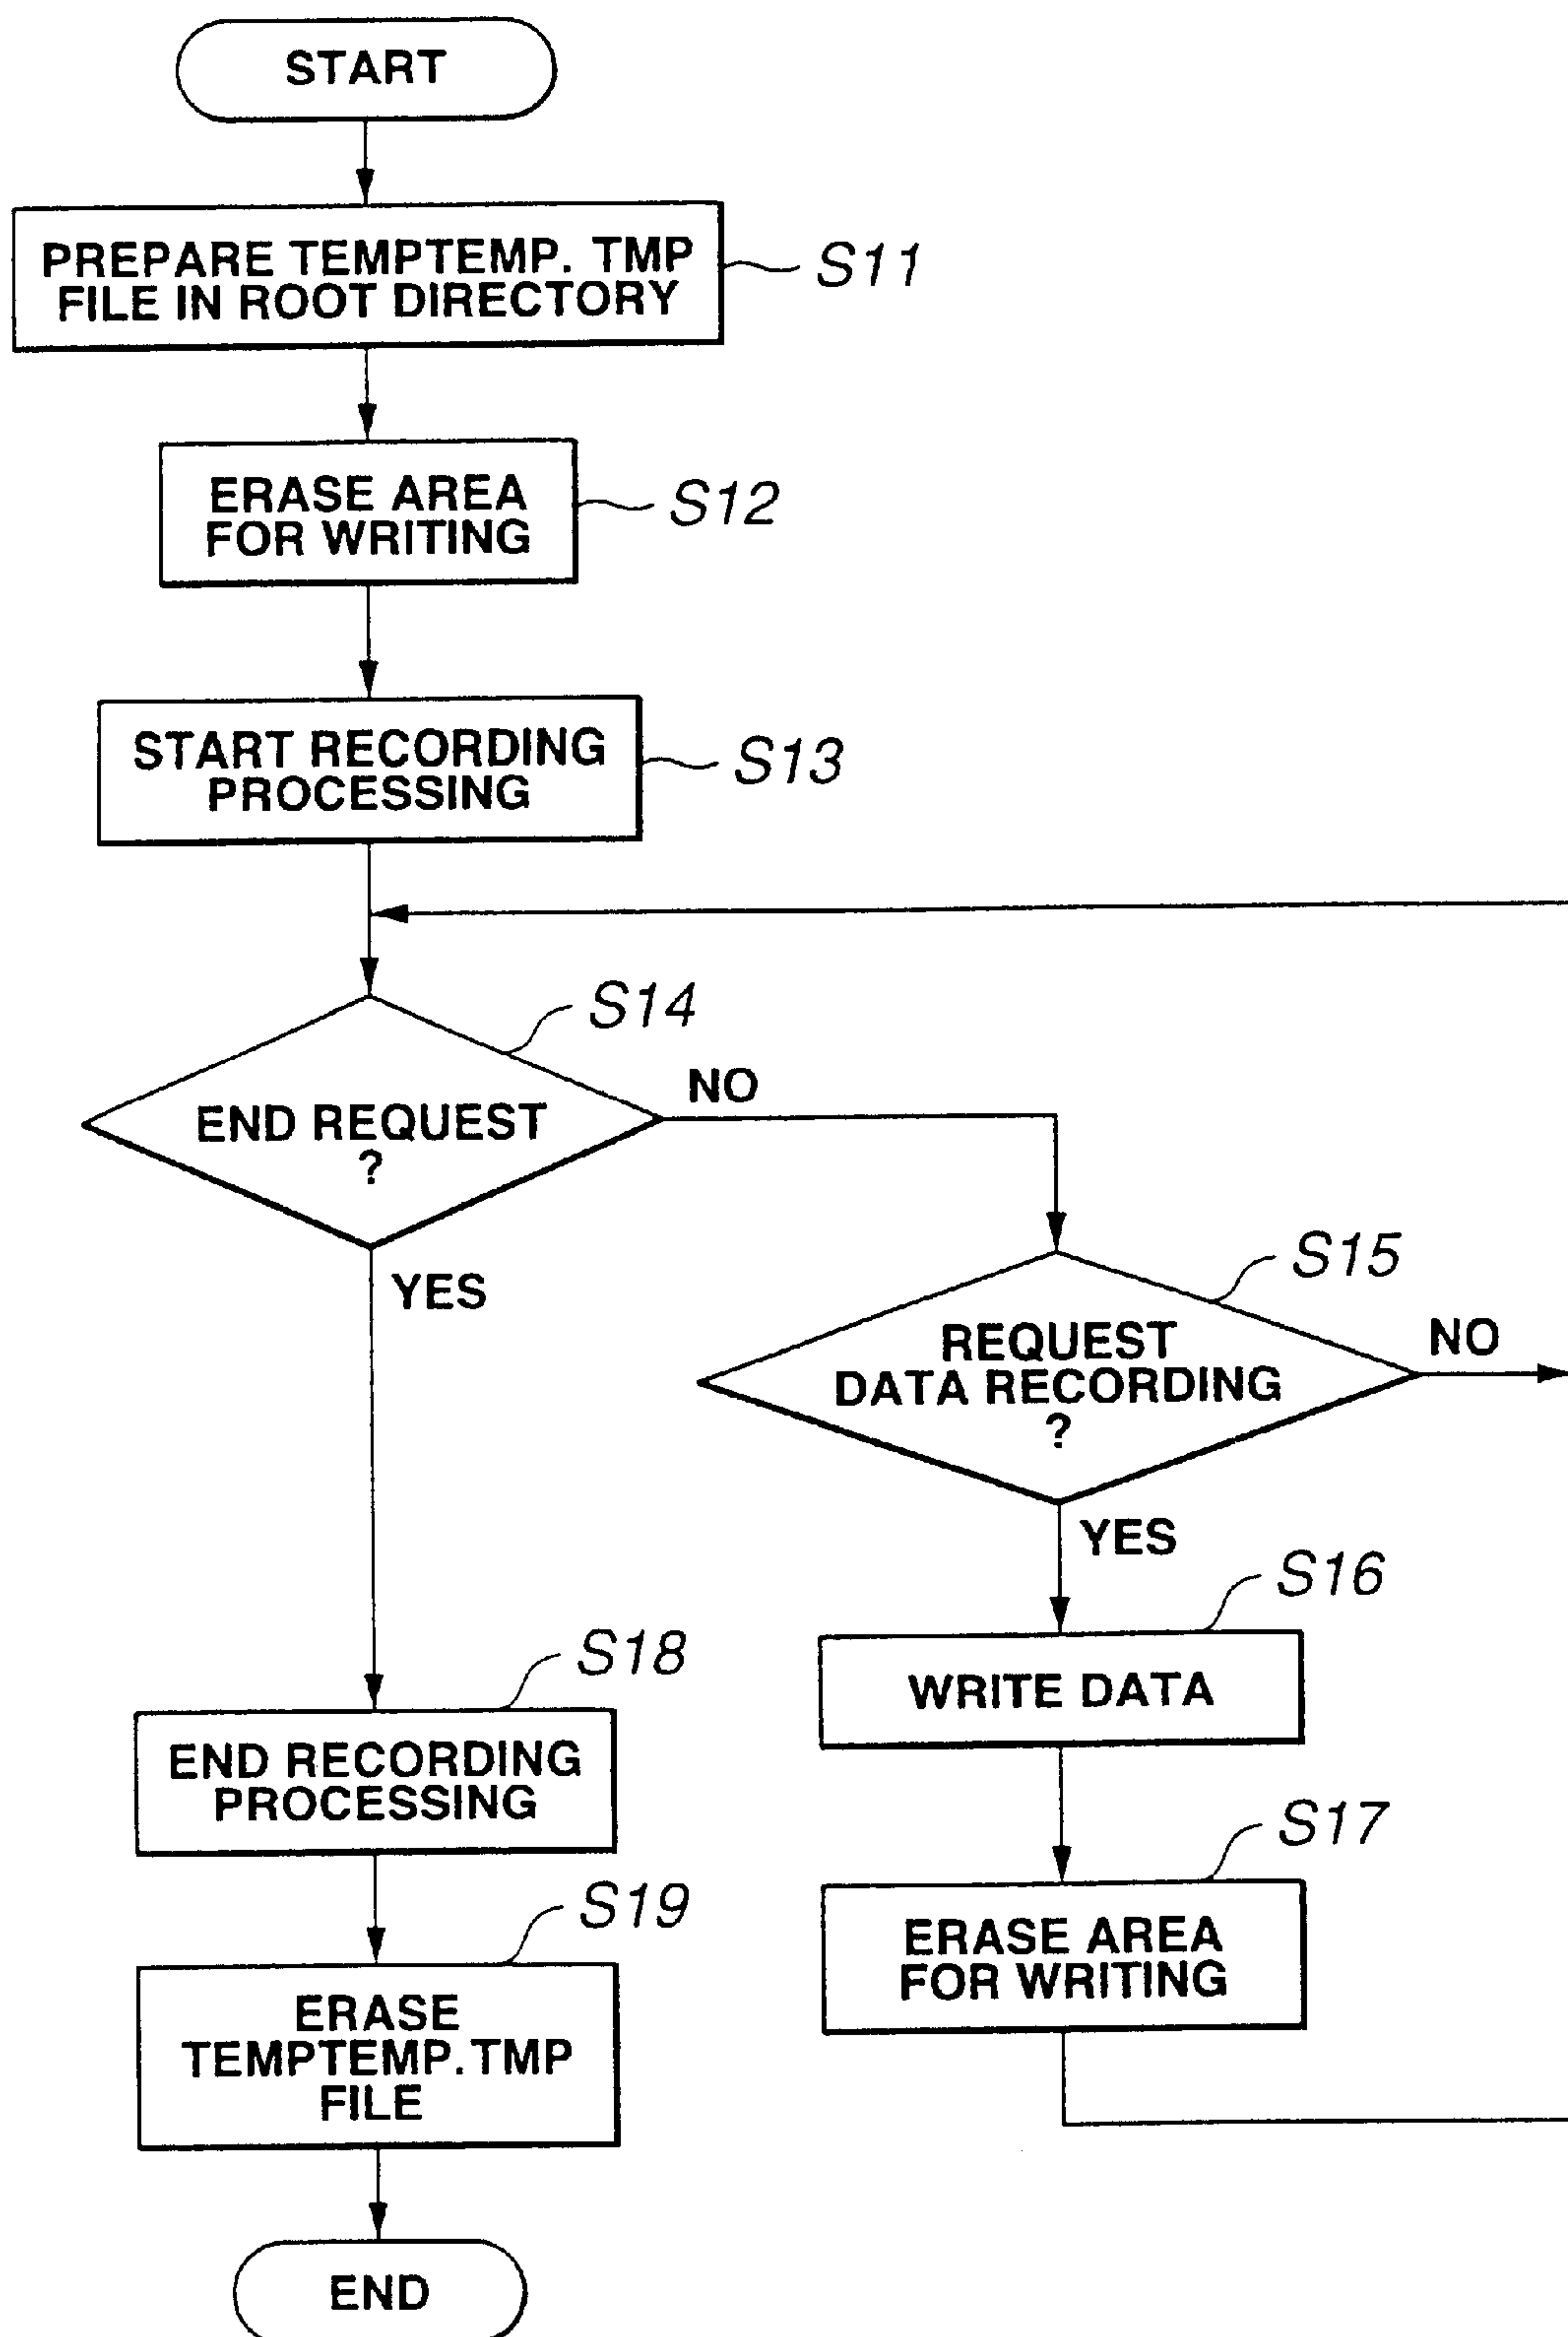 START
PREPARE TEMPTEMP. TMP
FILE IN ROOT DIRECTORY
S11
ERASE AREA
FOR WRITING
S12
START RECORDING
PROCESSING
S13
S14
END REQUEST
?
NO
YES
S15
REQUEST
DATA RECORDING
?
NO
YES
S16
WRITE DATA
S17
ERASE AREA
FOR WRITING
S18
END RECORDING
PROCESSING
S19
ERASE
TEMPTEMP.TMP
FILE
END